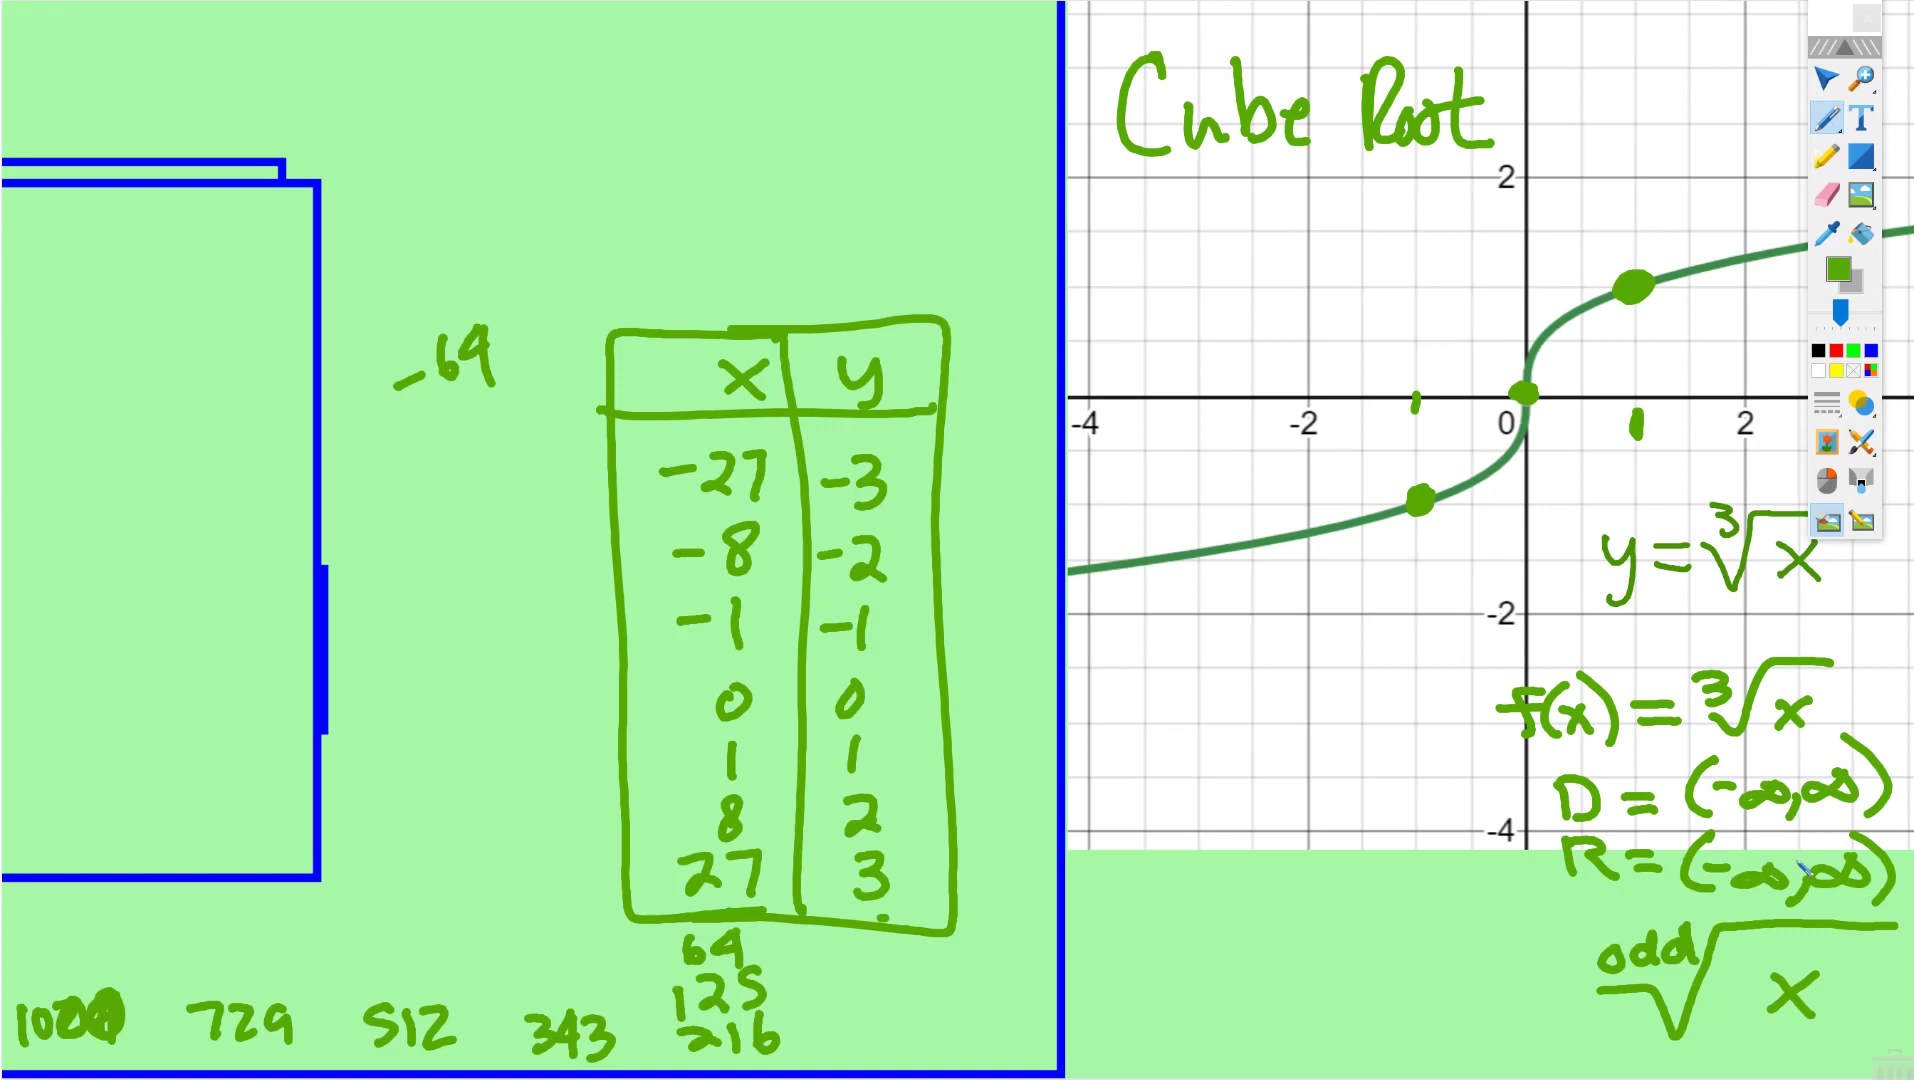 Cube Root
2
-4 -2 0 2
-2
-4
y = ∛x
f(x) = ∛x
D = (-∞,∞)
R = (-∞,∞)
odd√x
-64
x y
-27 -3
-8 -2
-1 -1
0 0
1 1
8 2
27 3
64
125
216
729 512 343
T